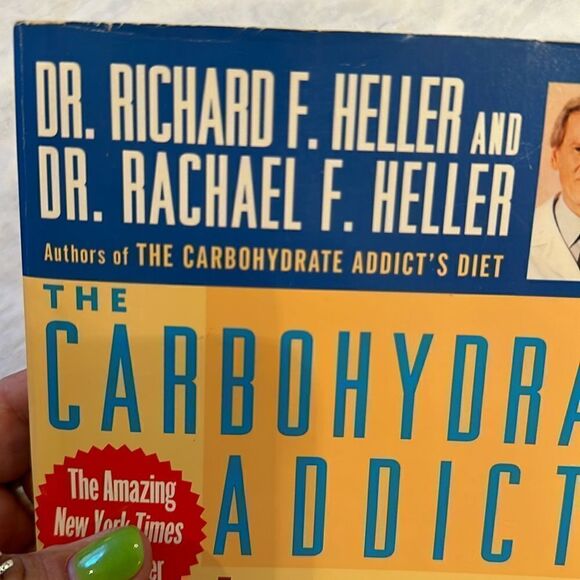 DR. RICHARD F. HELLER AND
DR. RACHAEL F. HELLER
Authors of THE CARBOHYDRATE ADDICT'S DIET
THE
CARBOHYDRA
ADDICT
The Amazing
New York Times
er